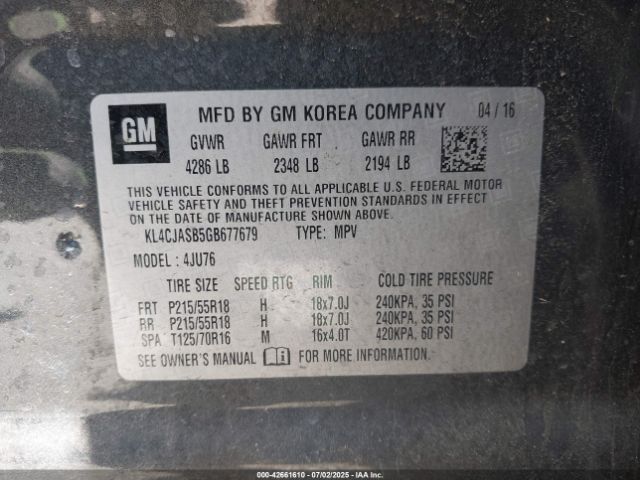 GM
MFD BY GM KOREA COMPANY 04 / 16
GVWR GAWR FRT GAWR RR
4286 LB 2348 LB 2194 LB
THIS VEHICLE CONFORMS TO ALL APPLICABLE U.S. FEDERAL MOTOR
VEHICLE SAFETY AND THEFT PREVENTION STANDARDS IN EFFECT
ON THE DATE OF MANUFACTURE SHOWN ABOVE.
KL4CJASB5GB677679 TYPE: MPV
MODEL : 4JU76
TIRE SIZE SPEED RTG RIM COLD TIRE PRESSURE
FRT P215/55R18 H 18x7.0J 240KPA, 35 PSI
RR P215/55R18 H 18x7.0J 240KPA, 35 PSI
SPA T125/70R16 M 16x4.0T 420KPA, 60 PSI
SEE OWNER'S MANUAL FOR MORE INFORMATION.
000-42661610 - 07/02/2025 - IAAI.COM